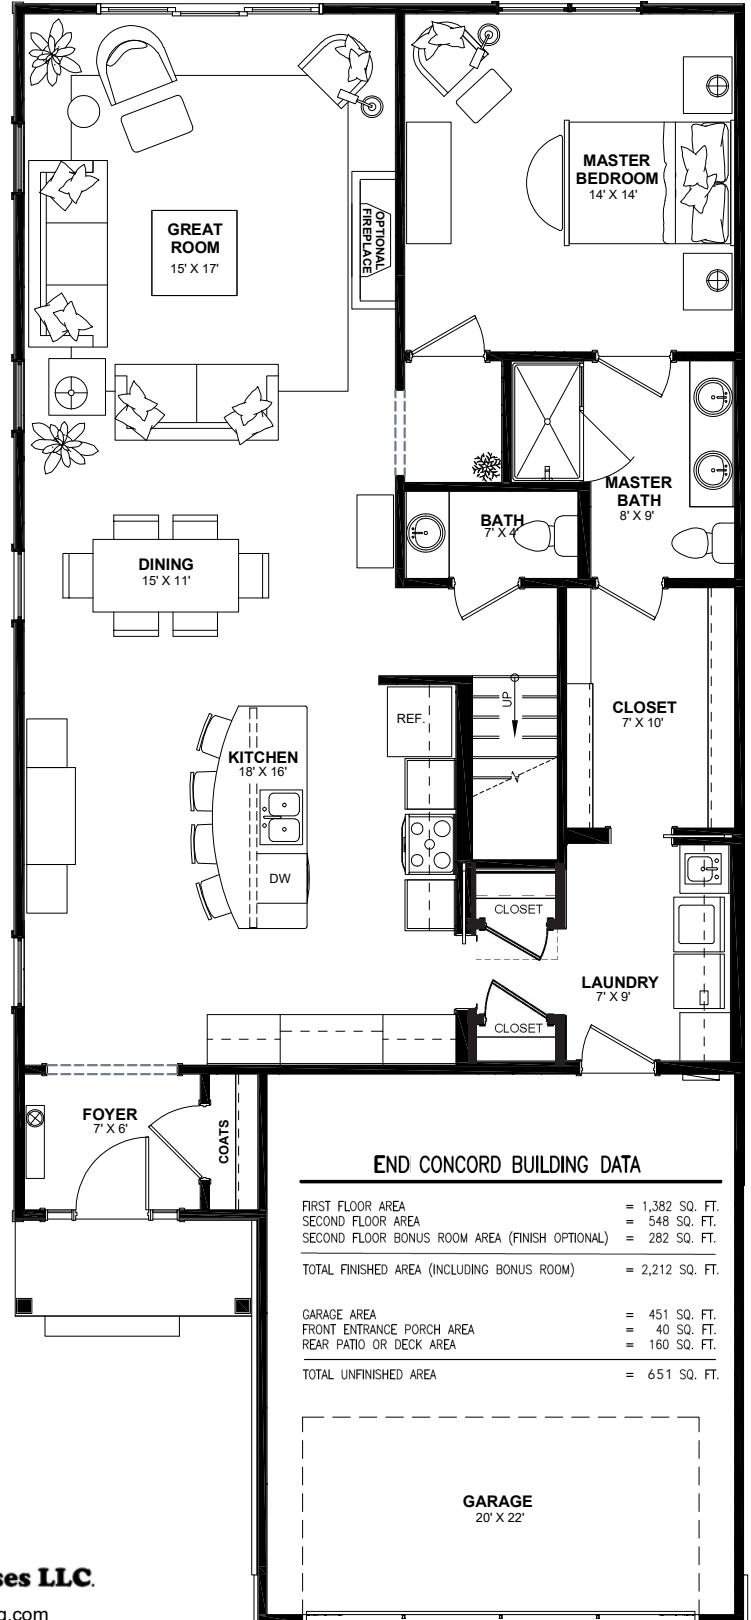 MASTER
BEDROOM
14' X 14'
GREAT
ROOM
15' X 17'
OPTIONAL
FIREPLACE
MASTER
BATH
8' X 9'
BATH
7' X 4'
DINING
15' X 11'
UP
CLOSET
7' X 10'
REF.
KITCHEN
18' X 16'
DW
CLOSET
LAUNDRY
7' X 9'
CLOSET
FOYER
7' X 6'
COATS
END CONCORD BUILDING DATA
FIRST FLOOR AREA = 1,382 SQ. FT.
SECOND FLOOR AREA = 548 SQ. FT.
SECOND FLOOR BONUS ROOM AREA (FINISH OPTIONAL) = 282 SQ. FT.
TOTAL FINISHED AREA (INCLUDING BONUS ROOM) = 2,212 SQ. FT.
GARAGE AREA = 451 SQ. FT.
FRONT ENTRANCE PORCH AREA = 40 SQ. FT.
REAR PATIO OR DECK AREA = 160 SQ. FT.
TOTAL UNFINISHED AREA = 651 SQ. FT.
GARAGE
20' X 22'
ses LLC.
g.com